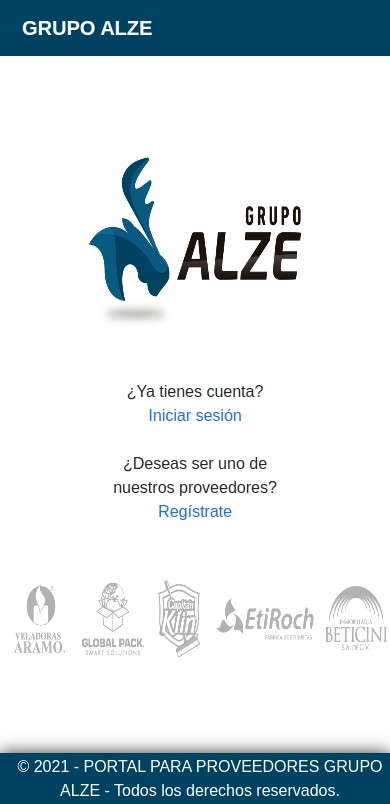 GRUPO ALZE
GRUPO
ALZE
¿Ya tienes cuenta?
Iniciar sesión
¿Deseas ser uno de
nuestros proveedores?
Regístrate
VELADORAS
ARAMO
GLOBAL PACK
SMART SOLUTIONS
Capitán
EtiRoch
FABRICA DE ETIQUETAS
INMOBILIARIA
BETICINI
S.A. DE C.V.
© 2021 - PORTAL PARA PROVEEDORES GRUPO
ALZE - Todos los derechos reservados.